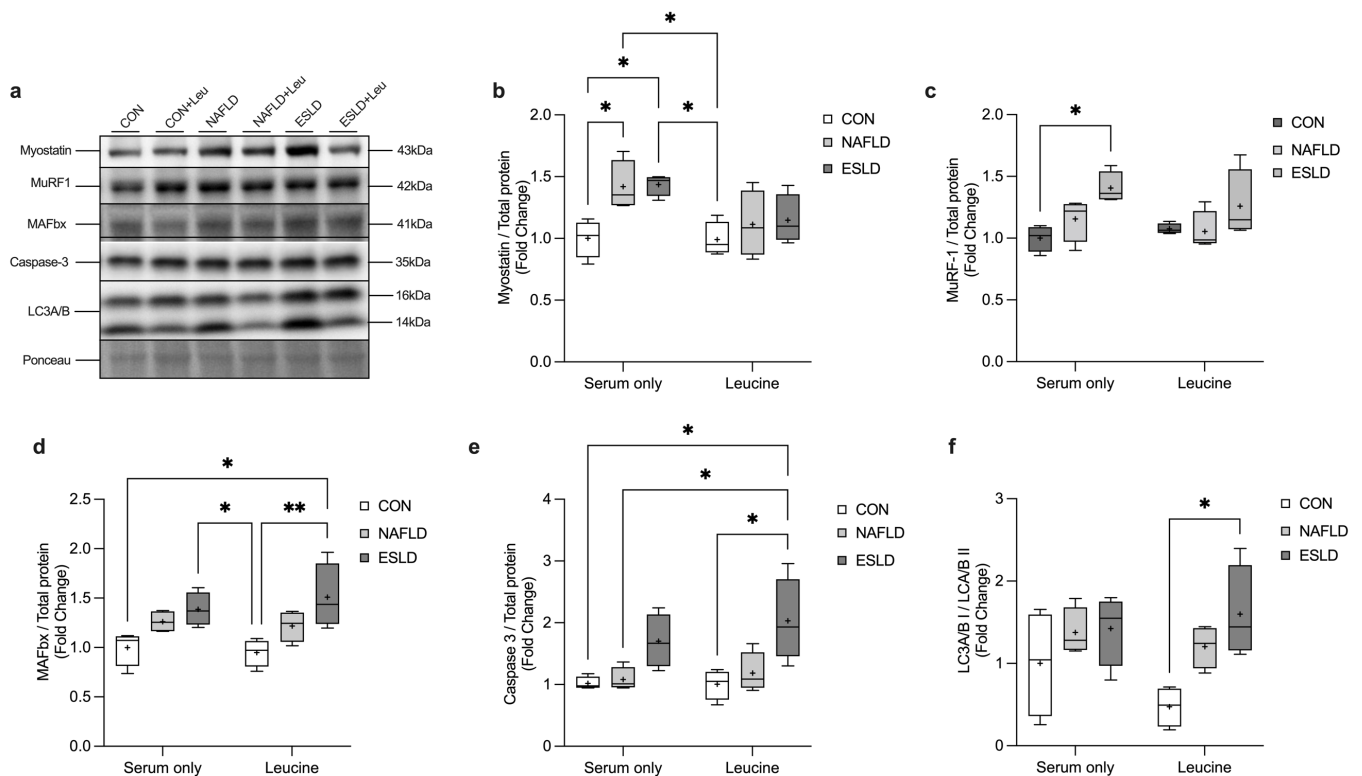 a
CON
CON+Leu
NAFLD
NAFLD+Leu
ESLD
ESLD+Leu
Myostatin
43kDa
MuRF1
42kDa
MAFbx
41kDa
Caspase-3
35kDa
LC3A/B
16kDa
14kDa
Ponceau
b
*
*
*
*
CON
NAFLD
ESLD
Myostatin / Total protein
(Fold Change)
2.0
1.5
1.0
0.5
0.0
Serum only
Leucine
c
*
CON
NAFLD
ESLD
MuRF-1 / Total protein
(Fold Change)
2.0
1.5
1.0
0.5
0.0
Serum only
Leucine
d
*
*
**
CON
NAFLD
ESLD
MAFbx / Total protein
(Fold Change)
2.5
2.0
1.5
1.0
0.5
0.0
Serum only
Leucine
e
*
*
*
CON
NAFLD
ESLD
Caspase 3 / Total protein
(Fold Change)
4
3
2
1
0
Serum only
Leucine
f
*
CON
NAFLD
ESLD
LC3A/B I / LCA/B II
(Fold Change)
3
2
1
0
Serum only
Leucine